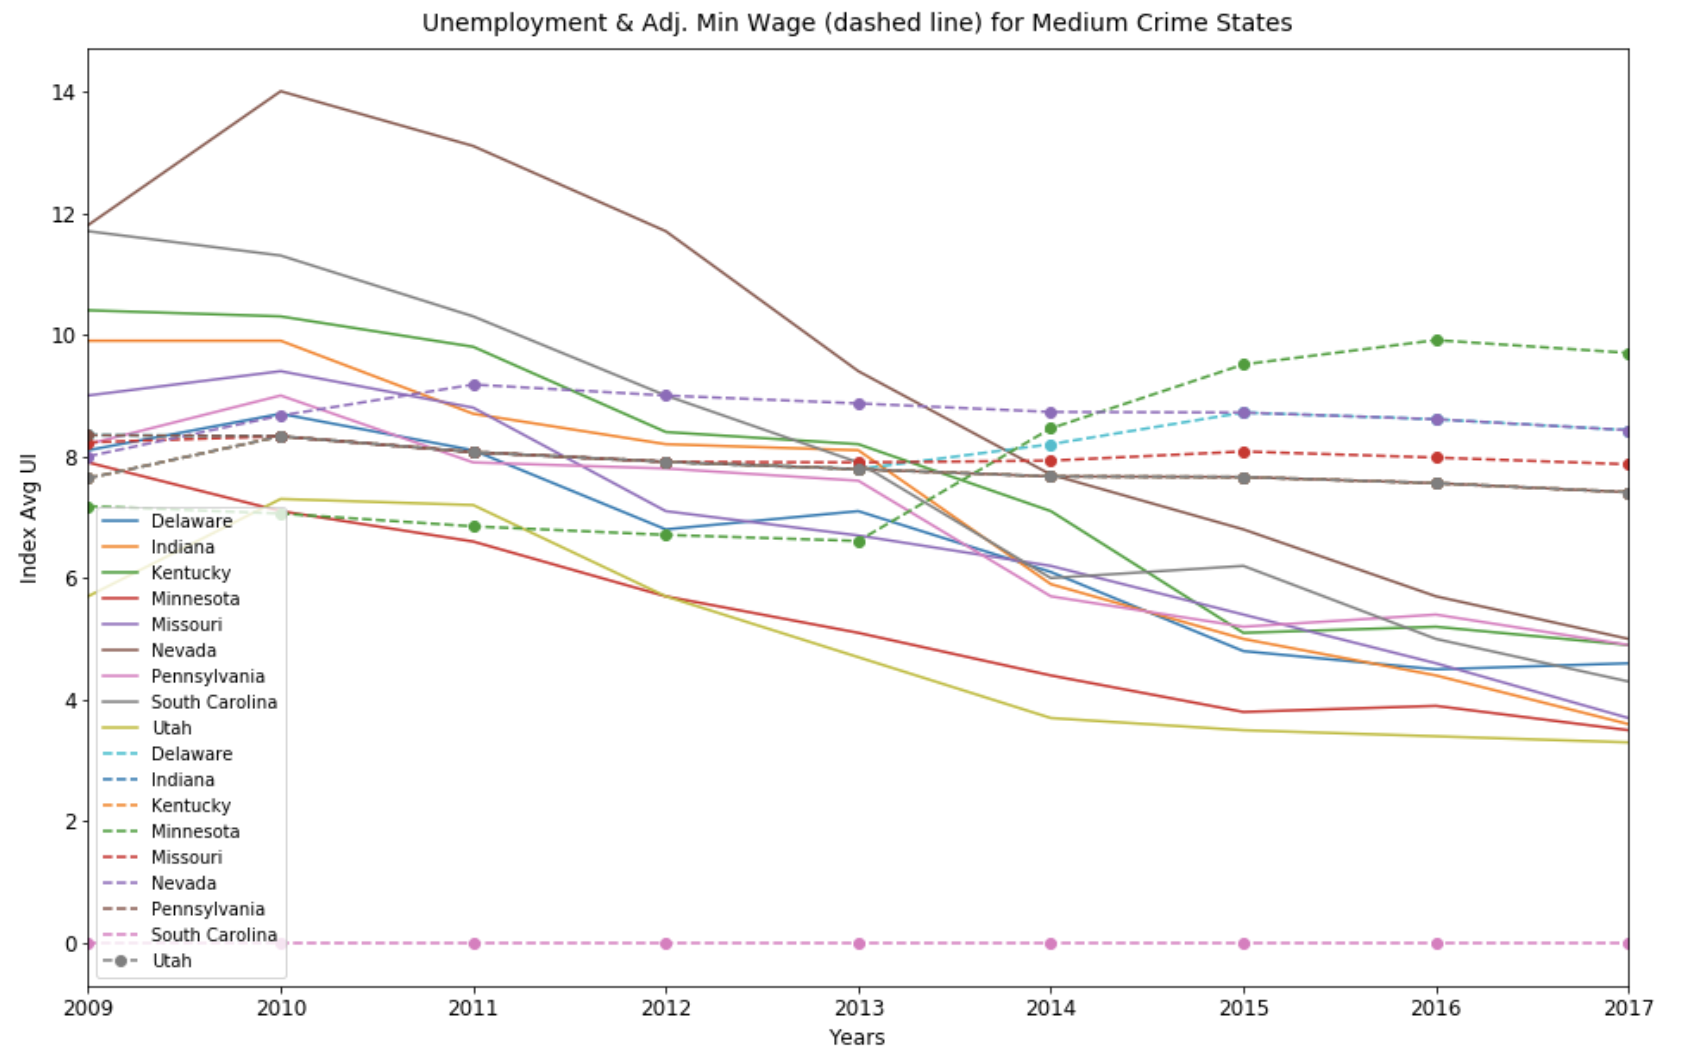 Unemployment & Adj. Min Wage (dashed line) for Medium Crime States
14
12
10
8
6
4
2
0
Index Avg UI
Delaware
Indiana
Kentucky
Minnesota
Missouri
Nevada
Pennsylvania
South Carolina
Utah
Delaware
Indiana
Kentucky
Minnesota
Missouri
Nevada
Pennsylvania
South Carolina
Utah
2009 2010 2011 2012 2013 2014 2015 2016 2017
Years